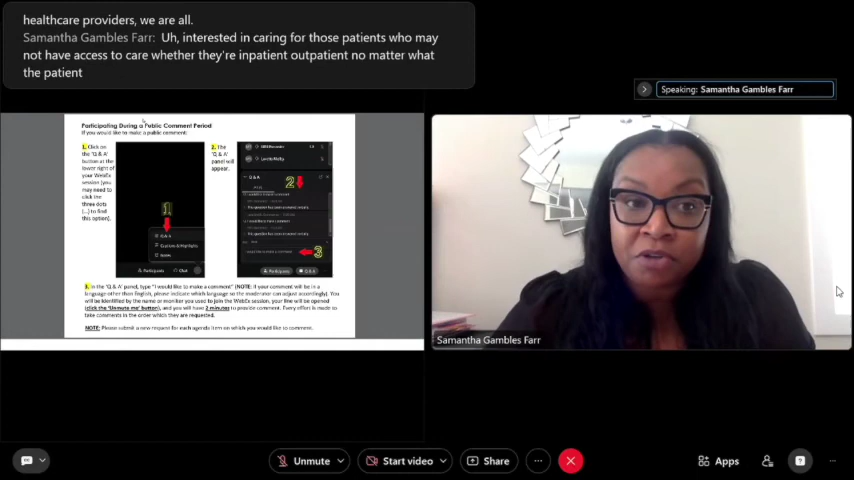 healthcare providers, we are all.
Samantha Gambles Farr: Uh, interested in caring for those patients who may
not have access to care whether they're inpatient outpatient no matter what
the patient
Speaking: Samantha Gambles Farr
Participating During a Public Comment Period
If you would like to make a public comment:
1. Click on
the 'Q & A'
button at the
lower right of
your WebEx
session (you
may need to
click the
three dots
(...) to find
this option).
1
Q & A
Participants
Chat
2. The
'Q & A'
panel will
appear.
Q & A
2
3
Participants
Q & A
3. In the 'Q & A' panel, type "I would like to make a comment" (NOTE: If your comment will be in a
language other than English, please indicate which language so the moderator can adjust accordingly). You
will be identified by the name or moniker you used to join the WebEx session, your line will be opened
(click the 'Unmute me' button), and you will have 2 minutes to provide comment. Every effort is made to
take comments in the order which they are requested.
NOTE: Please submit a new request for each agenda item on which you would like to comment.
Samantha Gambles Farr
Unmute
Start video
Share
Apps